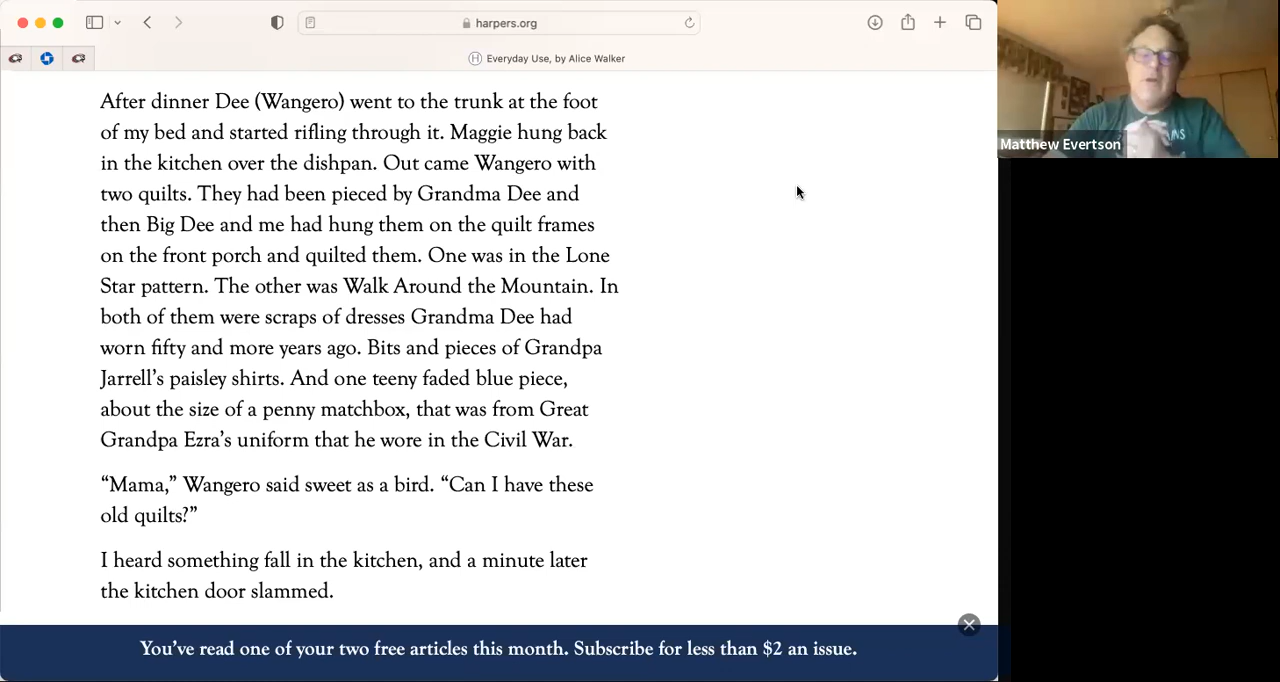 harpers.org
Everyday Use, by Alice Walker
After dinner Dee (Wangero) went to the trunk at the foot
of my bed and started rifling through it. Maggie hung back
in the kitchen over the dishpan. Out came Wangero with
two quilts. They had been pieced by Grandma Dee and
then Big Dee and me had hung them on the quilt frames
on the front porch and quilted them. One was in the Lone
Star pattern. The other was Walk Around the Mountain. In
both of them were scraps of dresses Grandma Dee had
worn fifty and more years ago. Bits and pieces of Grandpa
Jarrell’s paisley shirts. And one teeny faded blue piece,
about the size of a penny matchbox, that was from Great
Grandpa Ezra’s uniform that he wore in the Civil War.
“Mama,” Wangero said sweet as a bird. “Can I have these
old quilts?”
I heard something fall in the kitchen, and a minute later
the kitchen door slammed.
You’ve read one of your two free articles this month. Subscribe for less than $2 an issue.
Matthew Evertson